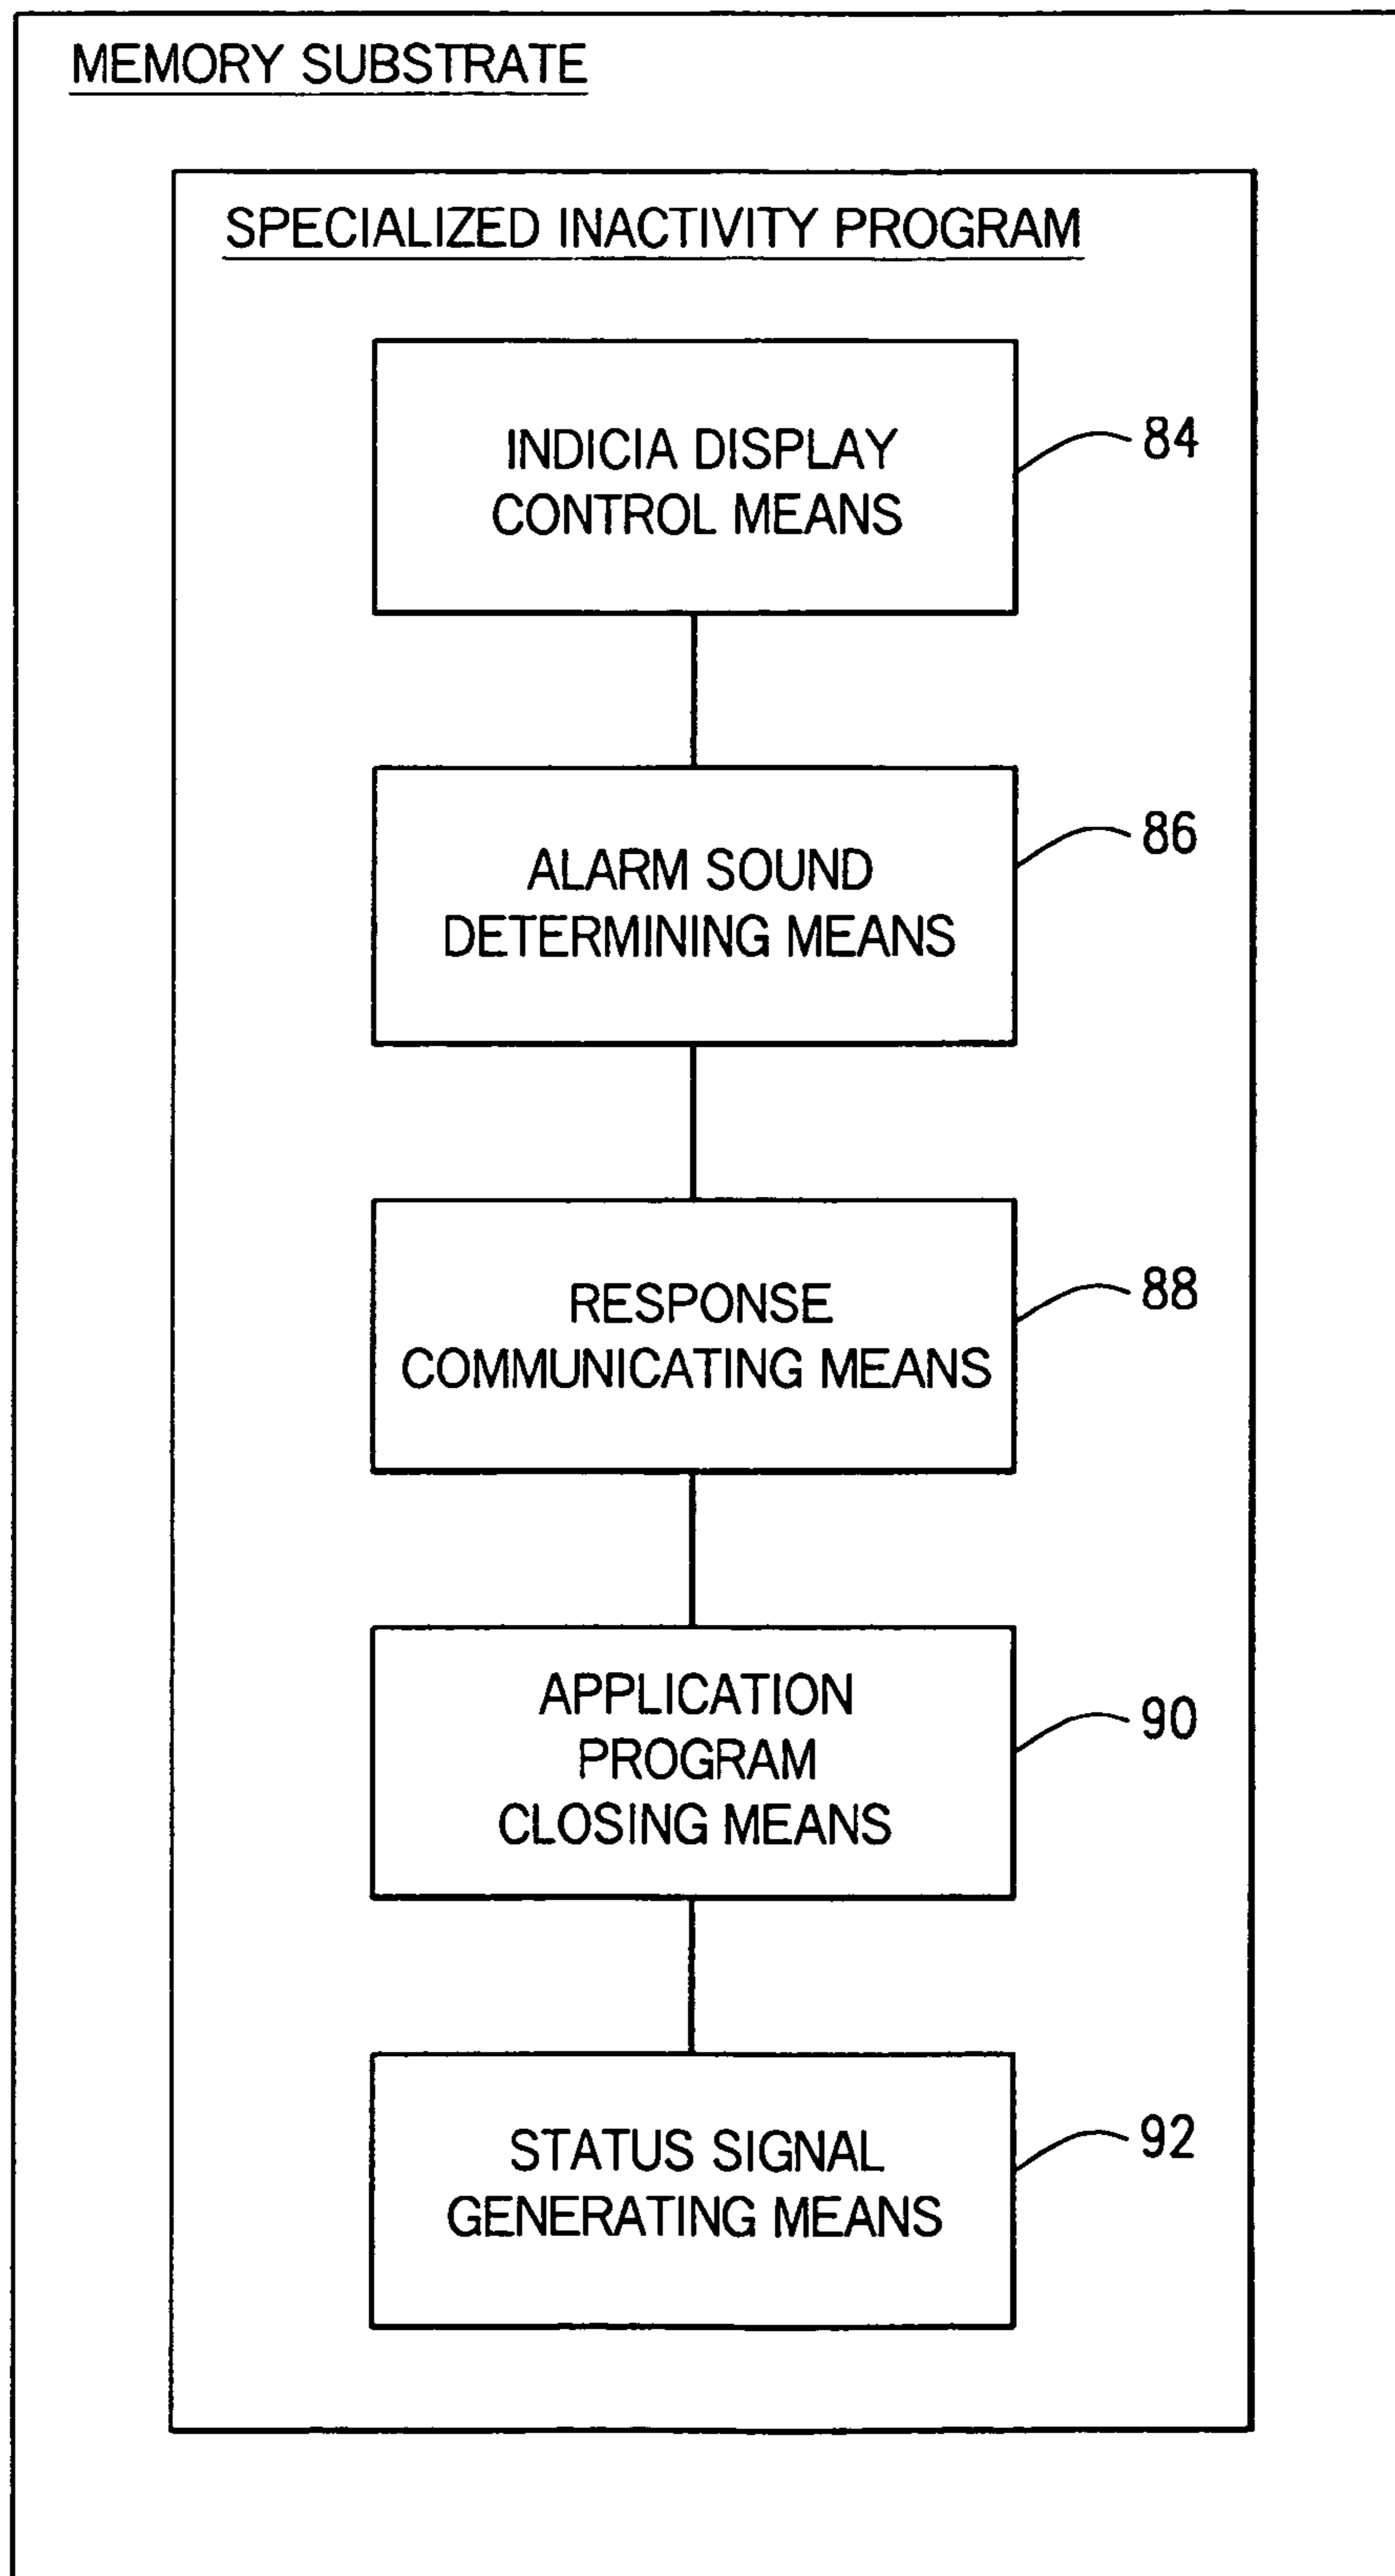 MEMORY SUBSTRATE
SPECIALIZED INACTIVITY PROGRAM
INDICIA DISPLAY
CONTROL MEANS
84
ALARM SOUND
DETERMINING MEANS
86
RESPONSE
COMMUNICATING MEANS
88
APPLICATION
PROGRAM
CLOSING MEANS
90
STATUS SIGNAL
GENERATING MEANS
92